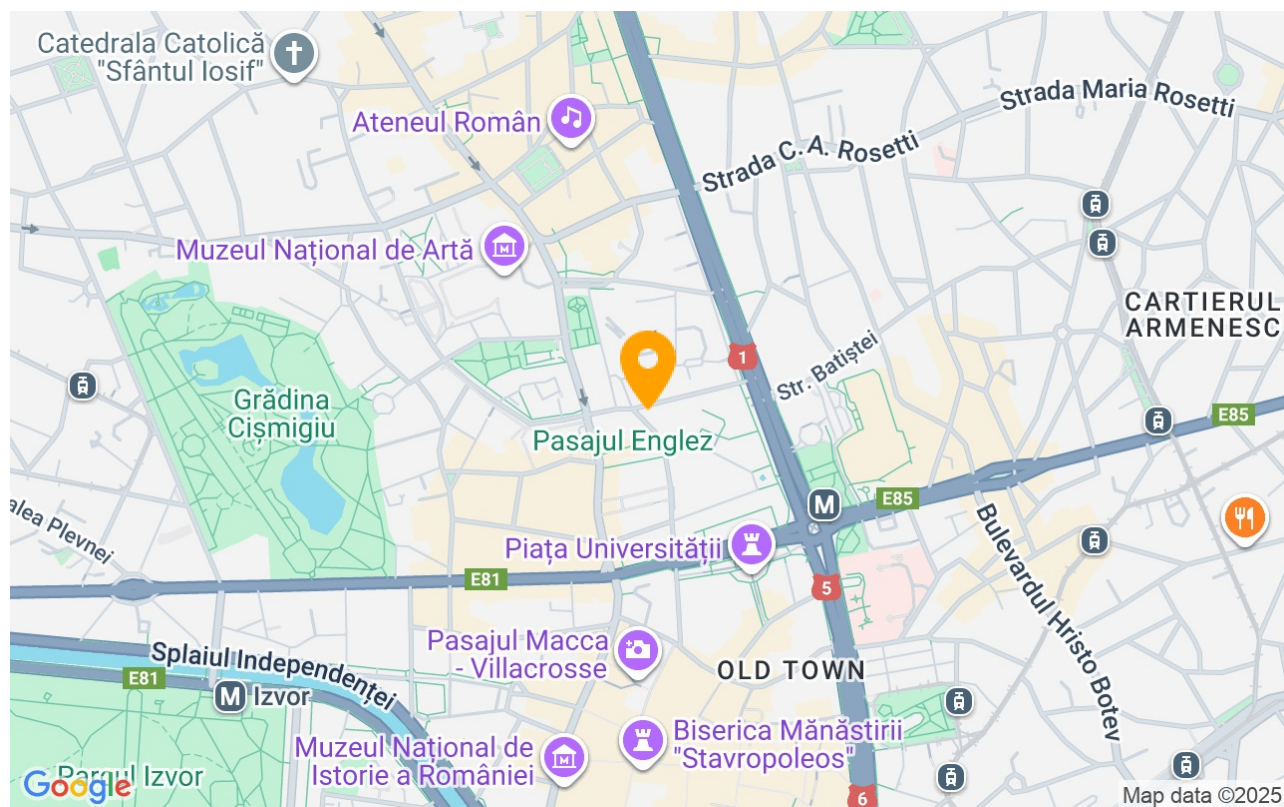 Catedrala Catolică
"Sfântul Iosif"
Ateneul Român
Strada Maria Rosetti
Strada C. A. Rosetti
Muzeul Național de Artă
CARTIERUL
ARMENESC
1
Str. Batiștei
Grădina
Cișmigiu
Pasajul Englez
E85
M
E85
alea Plevnei
Piața Universității
E81
5
Bulevardul Hristo Botev
Pasajul Macca
- Villacrosse
OLD TOWN
Splaiul Independenței
E81
M Izvor
Biserica Mănăstirii
"Stavropoleos"
Muzeul Național de
Istorie a României
Parcul Izvor
Google
6
Map data ©2025